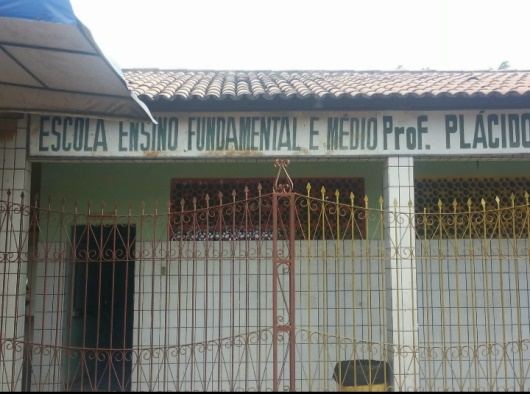 ESCOLA ENSINO FUNDAMENTAL E MÉDIO Prof. PLÁCIDO